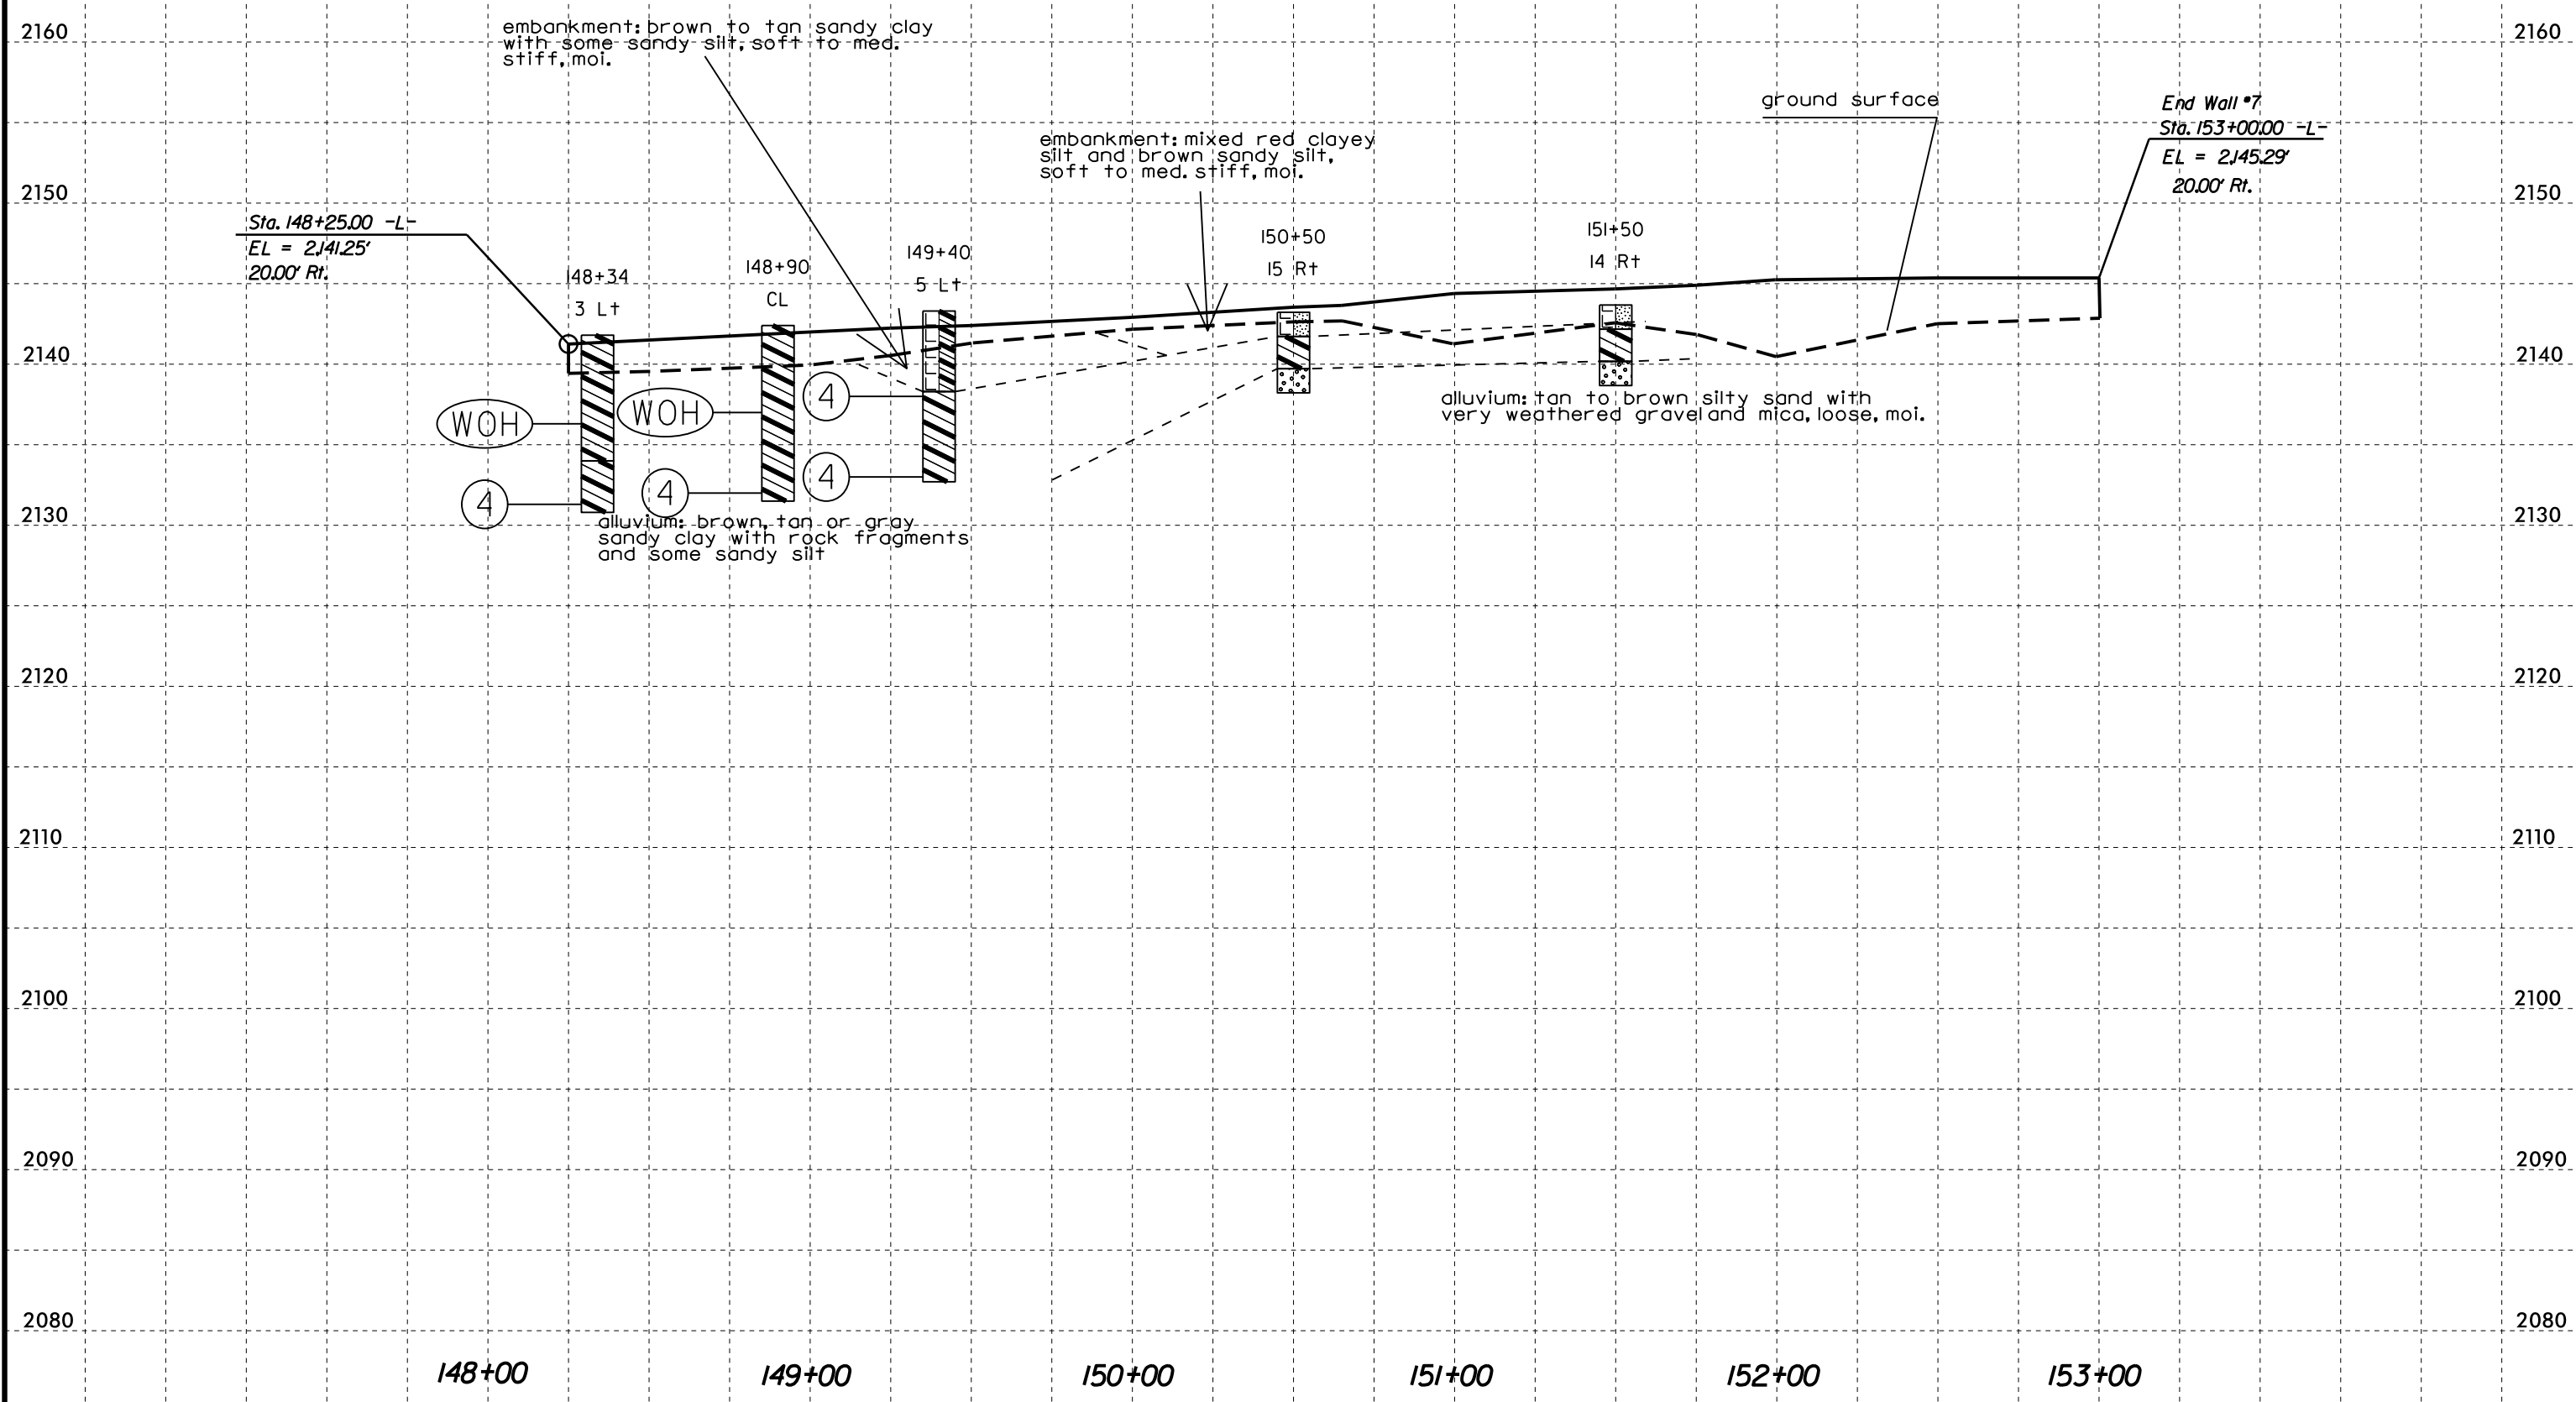 2160
2160
embankment: brown to tan sandy clay
with some sandy silt, soft to med.
stiff, moi.
ground surface
End Wall #7
Sta. 153+00.00 -L-
EL = 2,145.29'
20.00' Rt.
embankment: mixed red clayey
silt and brown sandy silt,
soft to med. stiff, moi.
2150
2150
Sta. 148+25.00 -L-
EL = 2,141.25'
20.00' Rt.
148+34
3 Lt
148+90
CL
149+40
5 Lt
150+50
15 Rt
151+50
14 Rt
2140
2140
WOH
WOH
4
4
4
4
alluvium: tan to brown silty sand with
very weathered gravel and mica, loose, moi.
2130
2130
alluvium: brown, tan or gray
sandy clay with rock fragments
and some sandy silt
2120
2120
2110
2110
2100
2100
2090
2090
2080
2080
148+00
149+00
150+00
151+00
152+00
153+00